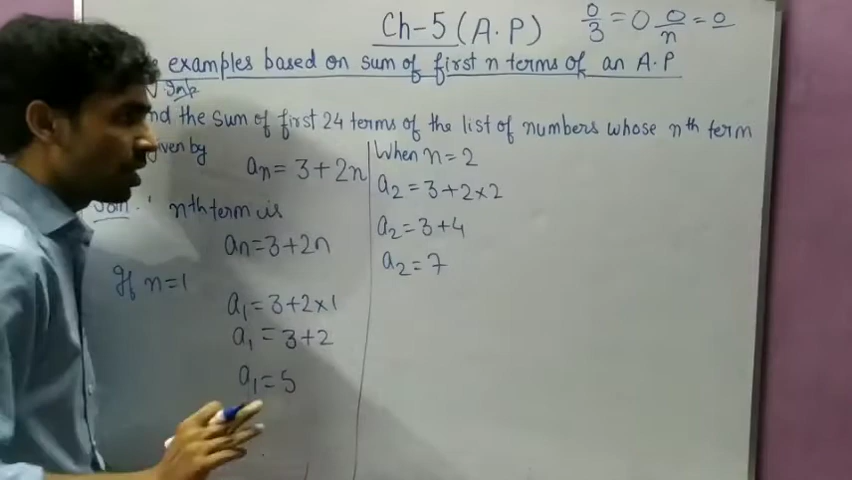 Ch-5 (A.P)
0/3 = 0 0/n = 0
examples based on sum of first n terms of an A.P
Imp
nd the sum of first 24 terms of the list of numbers whose nth term
given by
an = 3+2n
Soln: nth term is
an = 3+2n
If n=1
a1 = 3+2×1
a1 = 3+2
a1 = 5
When n=2
a2 = 3+2×2
a2 = 3+4
a2 = 7